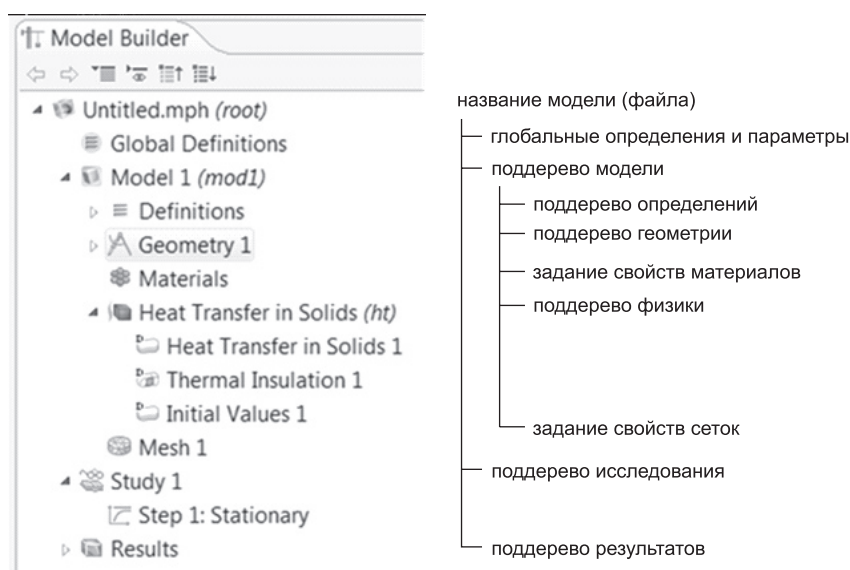 Model Builder
Untitled.mph (root)
Global Definitions
Model 1 (mod1)
Definitions
Geometry 1
Materials
Heat Transfer in Solids (ht)
Heat Transfer in Solids 1
Thermal Insulation 1
Initial Values 1
Mesh 1
Study 1
Step 1: Stationary
Results
название модели (файла)
глобальные определения и параметры
поддерево модели
поддерево определений
поддерево геометрии
задание свойств материалов
поддерево физики
задание свойств сеток
поддерево исследования
поддерево результатов